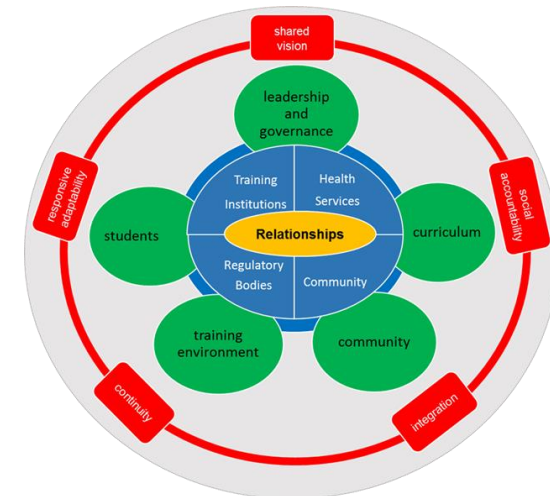 shared
vision
leadership
and
governance
responsive
adaptability
social
accountability
Training
Institutions
Health
Services
students
Relationships
curriculum
Regulatory
Bodies
Community
training
environment
community
continuity
integration